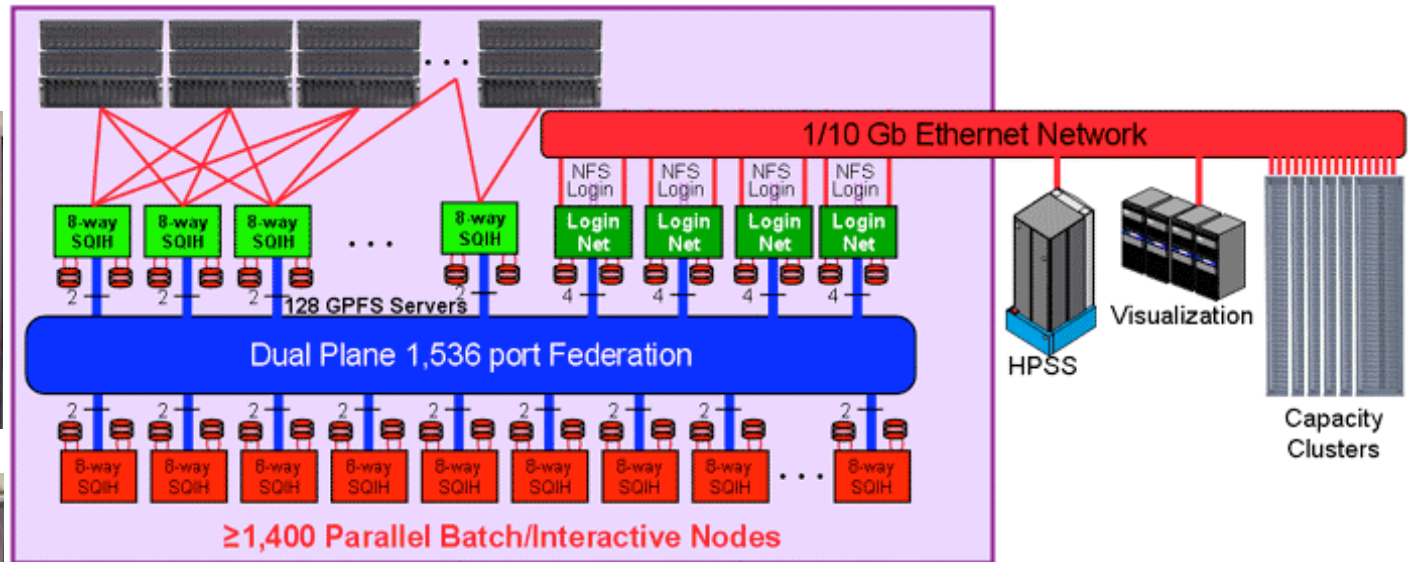 1/10 Gb Ethernet Network
NFS Login
NFS Login
NFS Login
NFS Login
8-way SQIH
8-way SQIH
8-way SQIH
...
8-way SQIH
Login Net
Login Net
Login Net
Login Net
2
2
2
2
4
4
4
4
128 GPFS Servers
Visualization
HPSS
Dual Plane 1,536 port Federation
Capacity
Clusters
2
2
2
2
2
2
2
2
2
8-way SQIH
8-way SQIH
8-way SQIH
8-way SQIH
8-way SQIH
8-way SQIH
8-way SQIH
8-way SQIH
...
8-way SQIH
≥1,400 Parallel Batch/Interactive Nodes